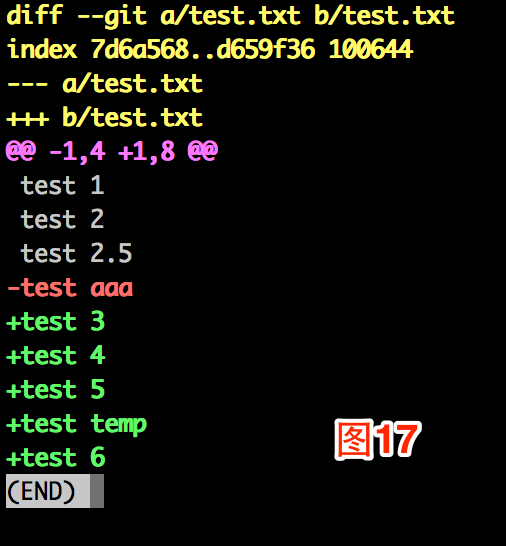 diff --git a/test.txt b/test.txt
index 7d6a568..d659f36 100644
--- a/test.txt
+++ b/test.txt
@@ -1,4 +1,8 @@
 test 1
 test 2
 test 2.5
-test aaa
+test 3
+test 4
+test 5
+test temp
+test 6
(END)
图17